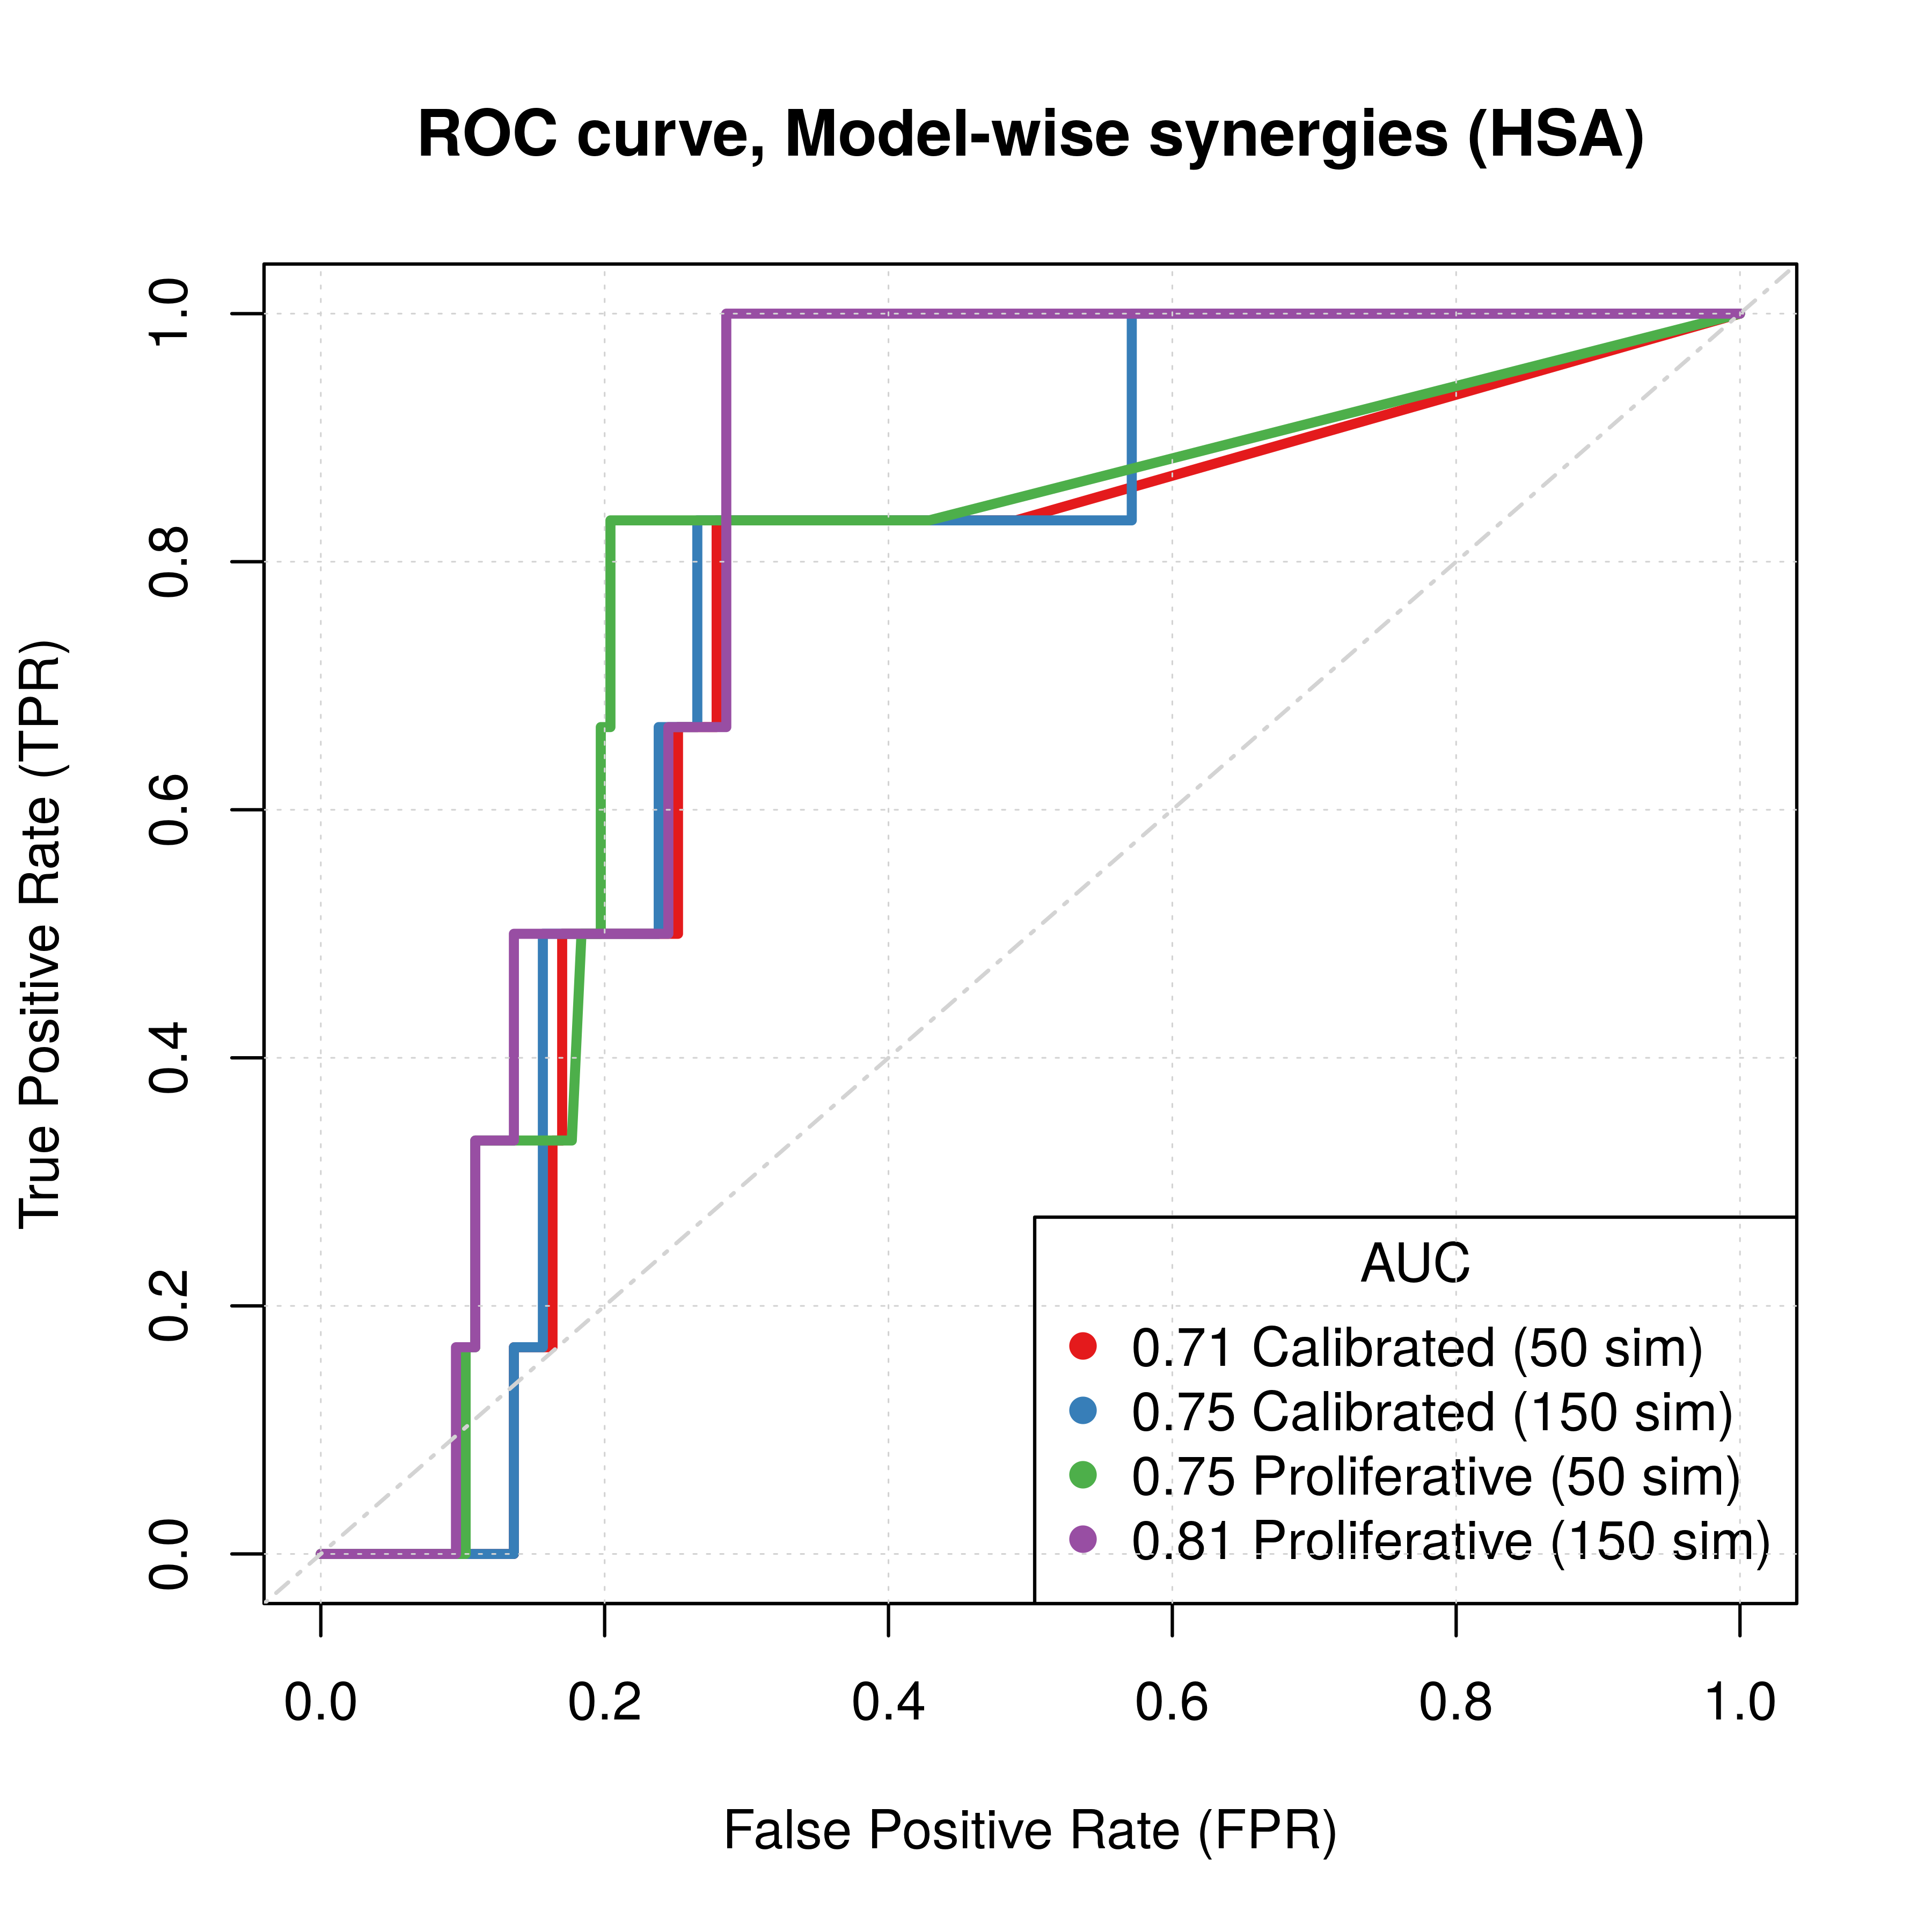 ROC curve, Model-wise synergies (HSA)
True Positive Rate (TPR)
1.0
0.8
0.6
0.4
0.2
0.0
AUC
0.71 Calibrated (50 sim)
0.75 Calibrated (150 sim)
0.75 Proliferative (50 sim)
0.81 Proliferative (150 sim)
0.0 0.2 0.4 0.6 0.8 1.0
False Positive Rate (FPR)